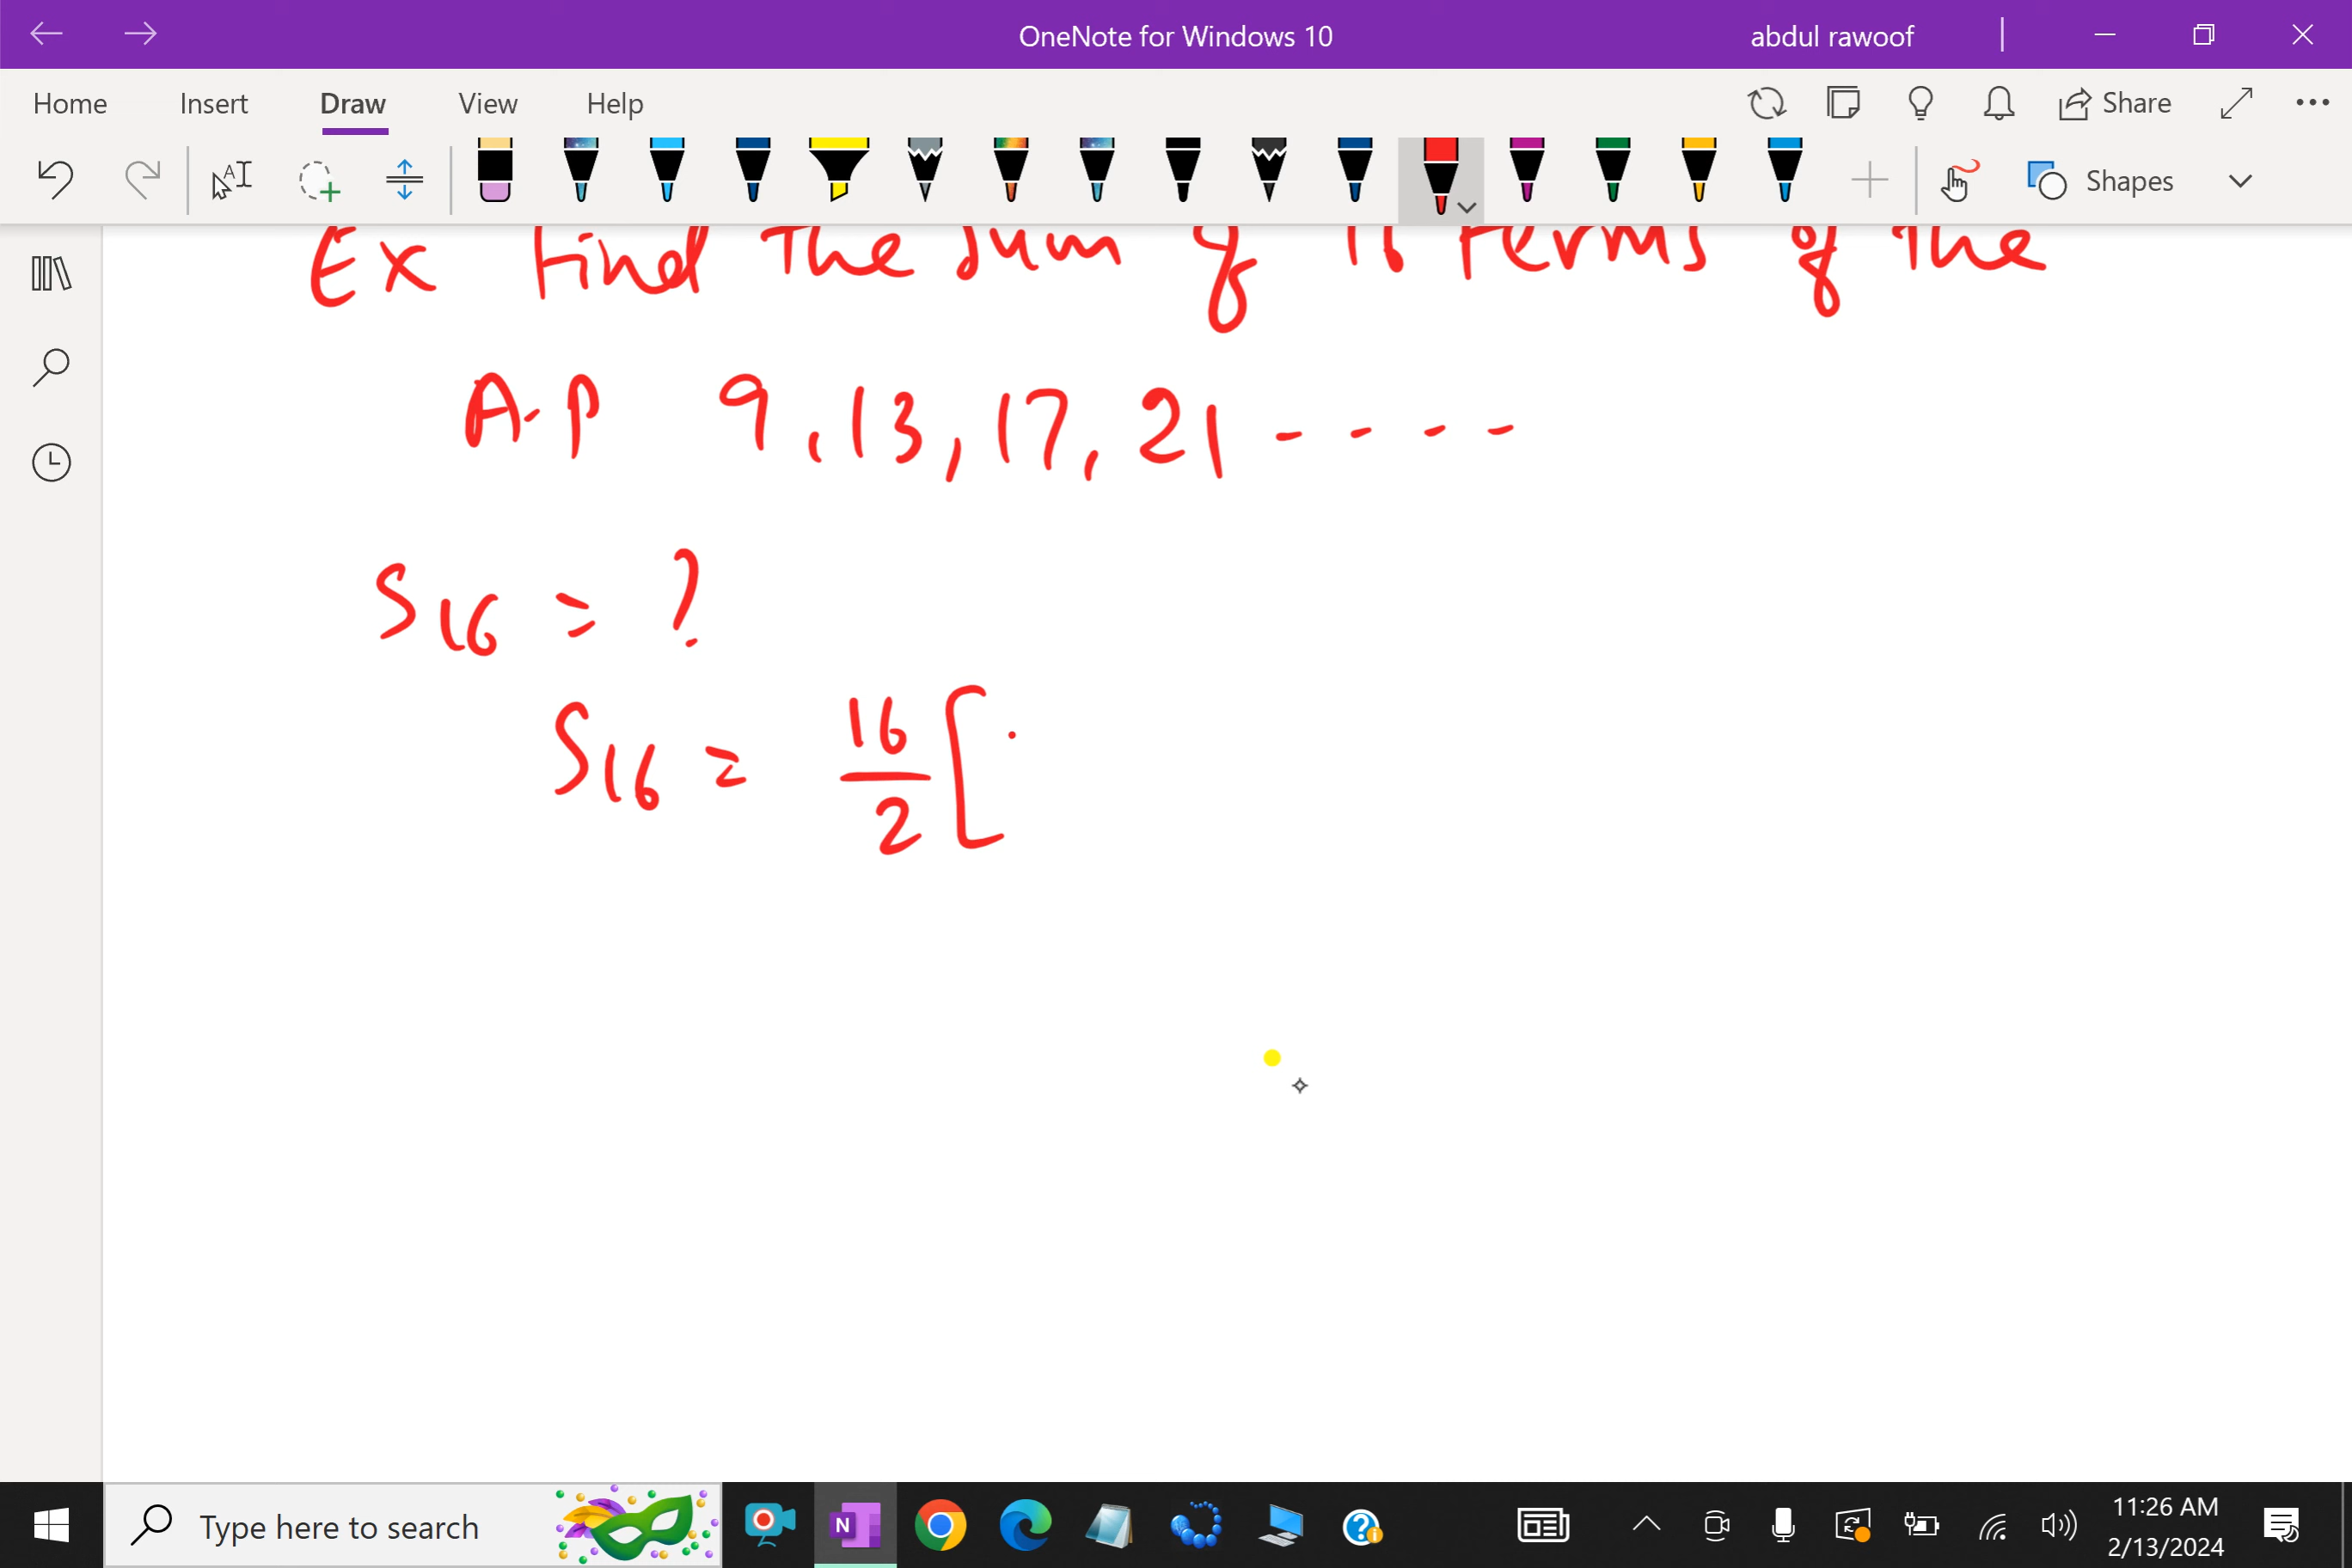 OneNote for Windows 10 abdul rawoof
Home Insert Draw View Help Share
Shapes
Ex Find the sum of 16 terms of the
A.P 9, 13, 17, 21 - - - -
S16 = ?
S16 = 16/2 [
Type here to search
11:26 AM
2/13/2024